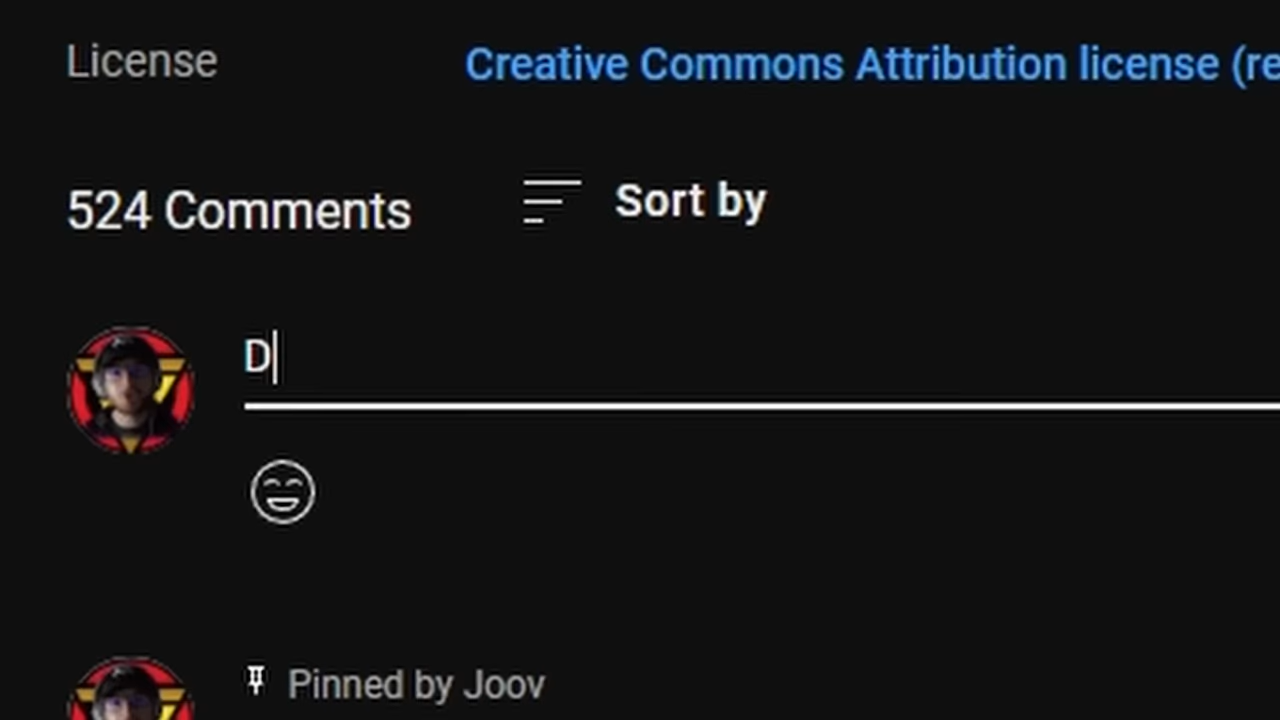 License
Creative Commons Attribution license (re
524 Comments
Sort by
D
Pinned by Joov